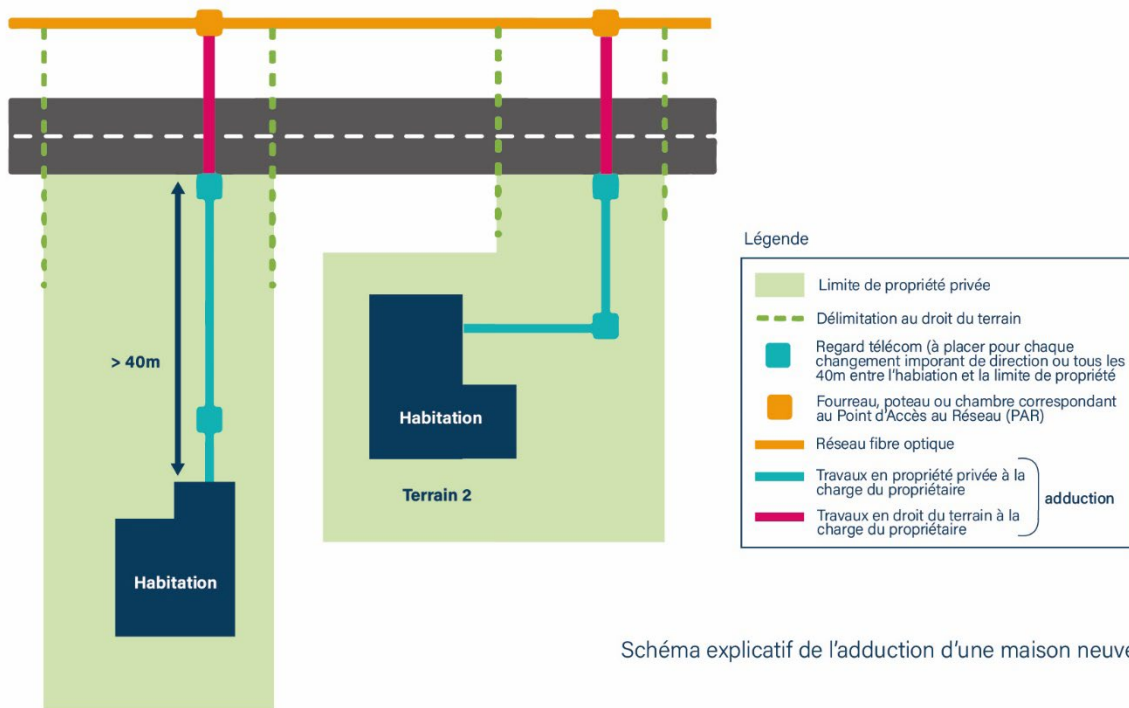 > 40m
Habitation
Habitation
Terrain 2
Légende
Limite de propriété privée
Délimitation au droit du terrain
Regard télécom (à placer pour chaque
changement imporant de direction ou tous les
40m entre l'habiation et la limite de propriété
Fourreau, poteau ou chambre correspondant
au Point d'Accès au Réseau (PAR)
Réseau fibre optique
Travaux en propriété privée à la
charge du propriétaire
adduction
Travaux en droit du terrain à la
charge du propriétaire
Schéma explicatif de l'adduction d'une maison neuve